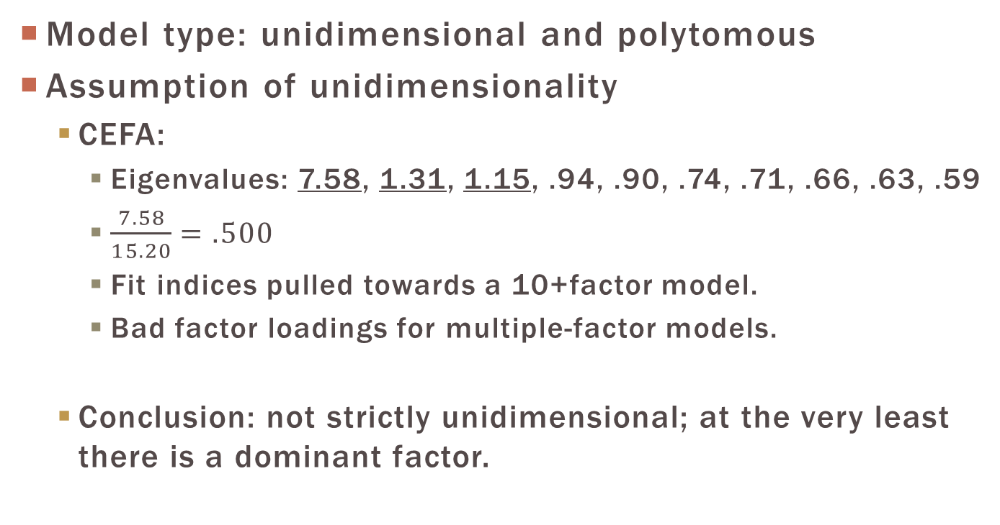 Model type: unidimensional and polytomous
Assumption of unidimensionality
CEFA:
Eigenvalues: 7.58, 1.31, 1.15, .94, .90, .74, .71, .66, .63, .59
7.58
15.20
= .500
Fit indices pulled towards a 10+factor model.
Bad factor loadings for multiple-factor models.
Conclusion: not strictly unidimensional; at the very least
there is a dominant factor.